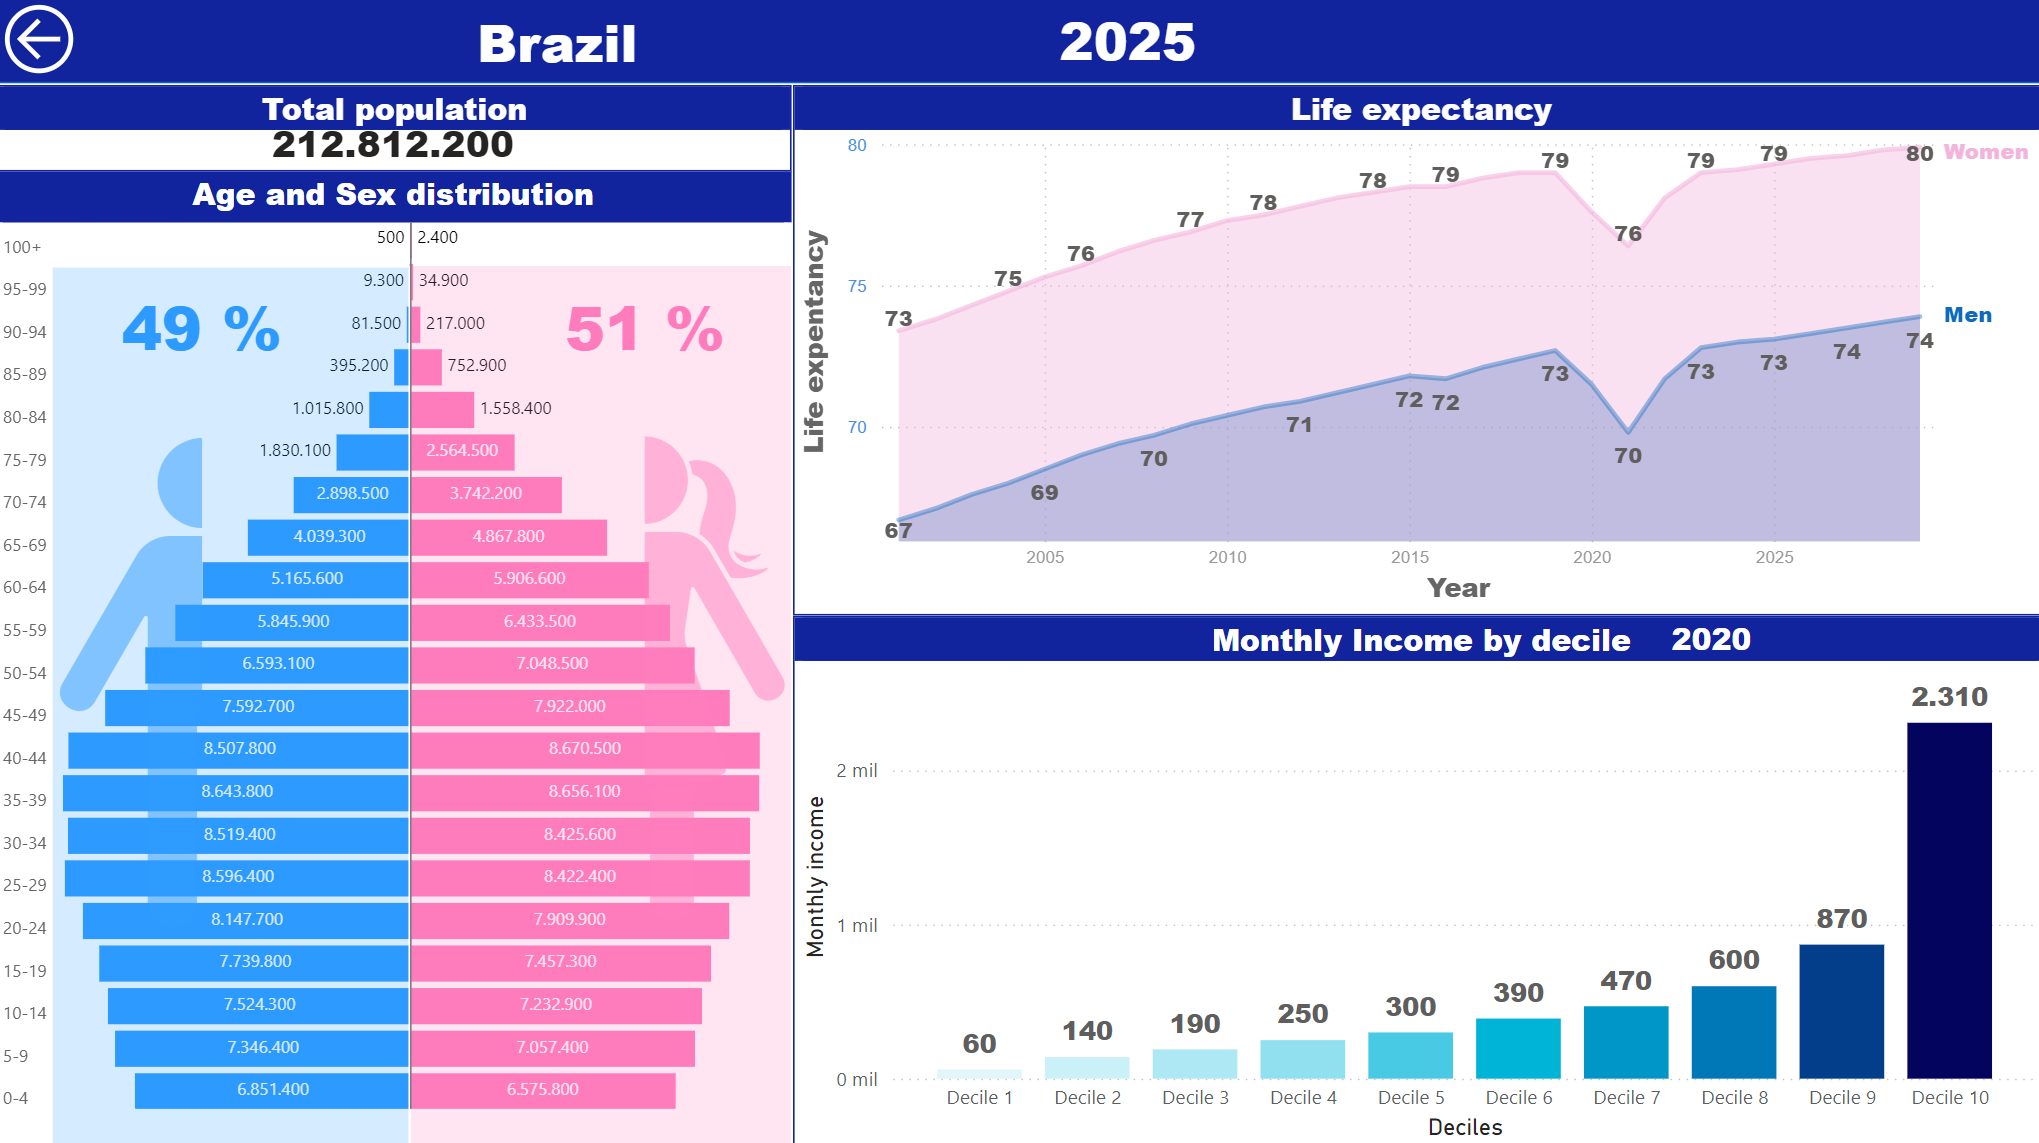 Brazil 2025
Total population
212.812.200
Age and Sex distribution
100+ 500 2.400
95-99 9.300 34.900
49 % 51 %
90-94 81.500 217.000
85-89 395.200 752.900
80-84 1.015.800 1.558.400
75-79 1.830.100 2.564.500
70-74 2.898.500 3.742.200
65-69 4.039.300 4.867.800
60-64 5.165.600 5.906.600
55-59 5.845.900 6.433.500
50-54 6.593.100 7.048.500
45-49 7.592.700 7.922.000
40-44 8.507.800 8.670.500
35-39 8.643.800 8.656.100
30-34 8.519.400 8.425.600
25-29 8.596.400 8.422.400
20-24 8.147.700 7.909.900
15-19 7.739.800 7.457.300
10-14 7.524.300 7.232.900
5-9 7.346.400 7.057.400
0-4 6.851.400 6.575.800
Life expectancy
Life expentancy
80
75
70
73 75 76 77 78 78 79 79 76 79 79 80 Women
67 69 70 71 72 72 73 70 73 73 74 74 Men
2005 2010 2015 2020 2025
Year
Monthly Income by decile 2020
Monthly income
2 mil
1 mil
0 mil
60 140 190 250 300 390 470 600 870 2.310
Decile 1 Decile 2 Decile 3 Decile 4 Decile 5 Decile 6 Decile 7 Decile 8 Decile 9 Decile 10
Deciles